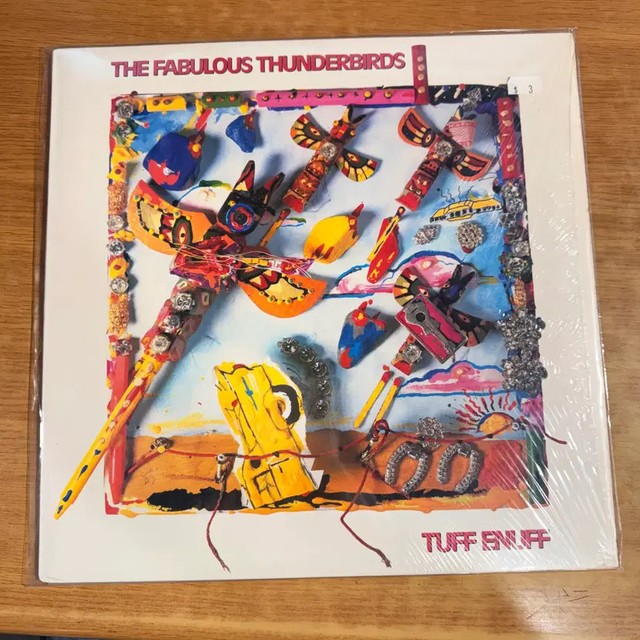 THE FABULOUS THUNDERBIRDS
TUFF ENUFF